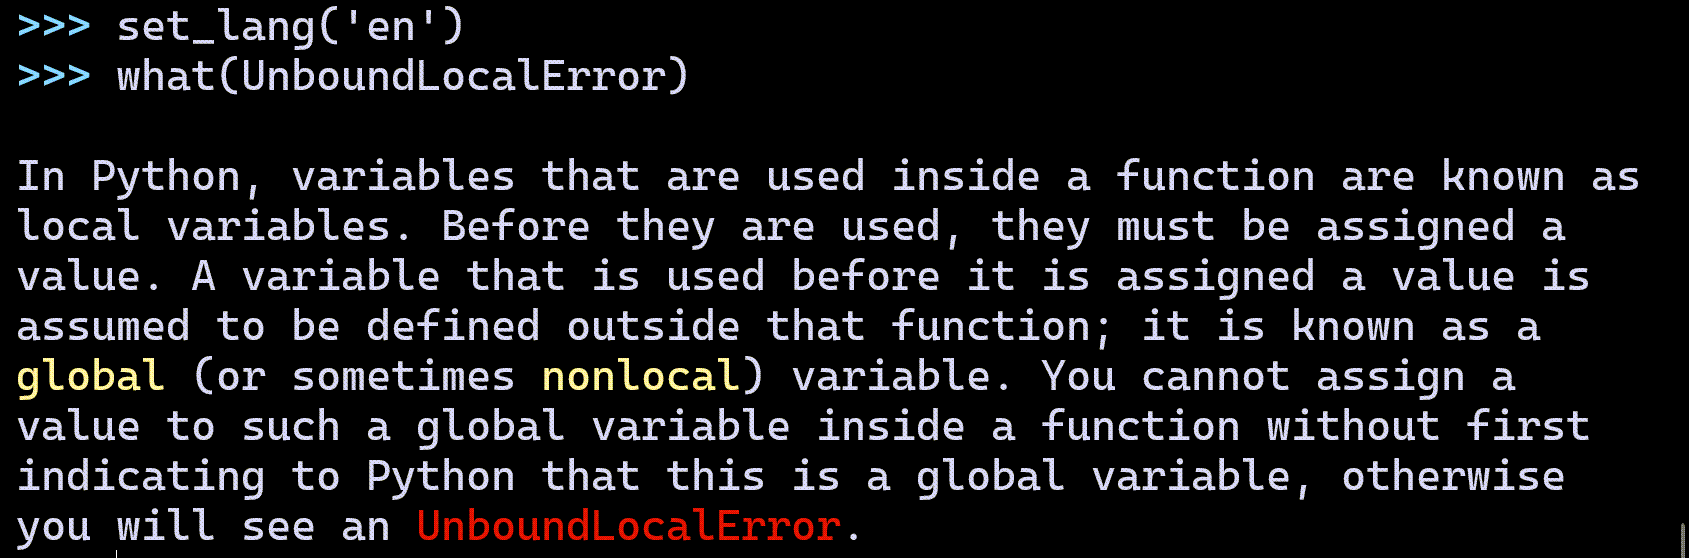 >>> set_lang('en')
>>> what(UnboundLocalError)
In Python, variables that are used inside a function are known as
local variables. Before they are used, they must be assigned a
value. A variable that is used before it is assigned a value is
assumed to be defined outside that function; it is known as a
global (or sometimes nonlocal) variable. You cannot assign a
value to such a global variable inside a function without first
indicating to Python that this is a global variable, otherwise
you will see an UnboundLocalError.